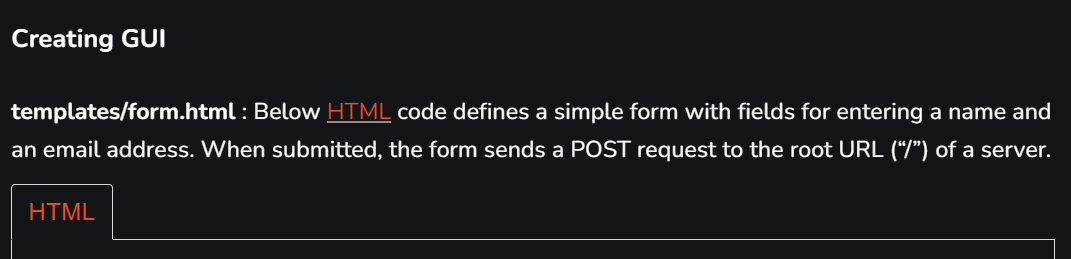 Creating GUI
templates/form.html : Below HTML code defines a simple form with fields for entering a name and
an email address. When submitted, the form sends a POST request to the root URL (“/”) of a server.
HTML